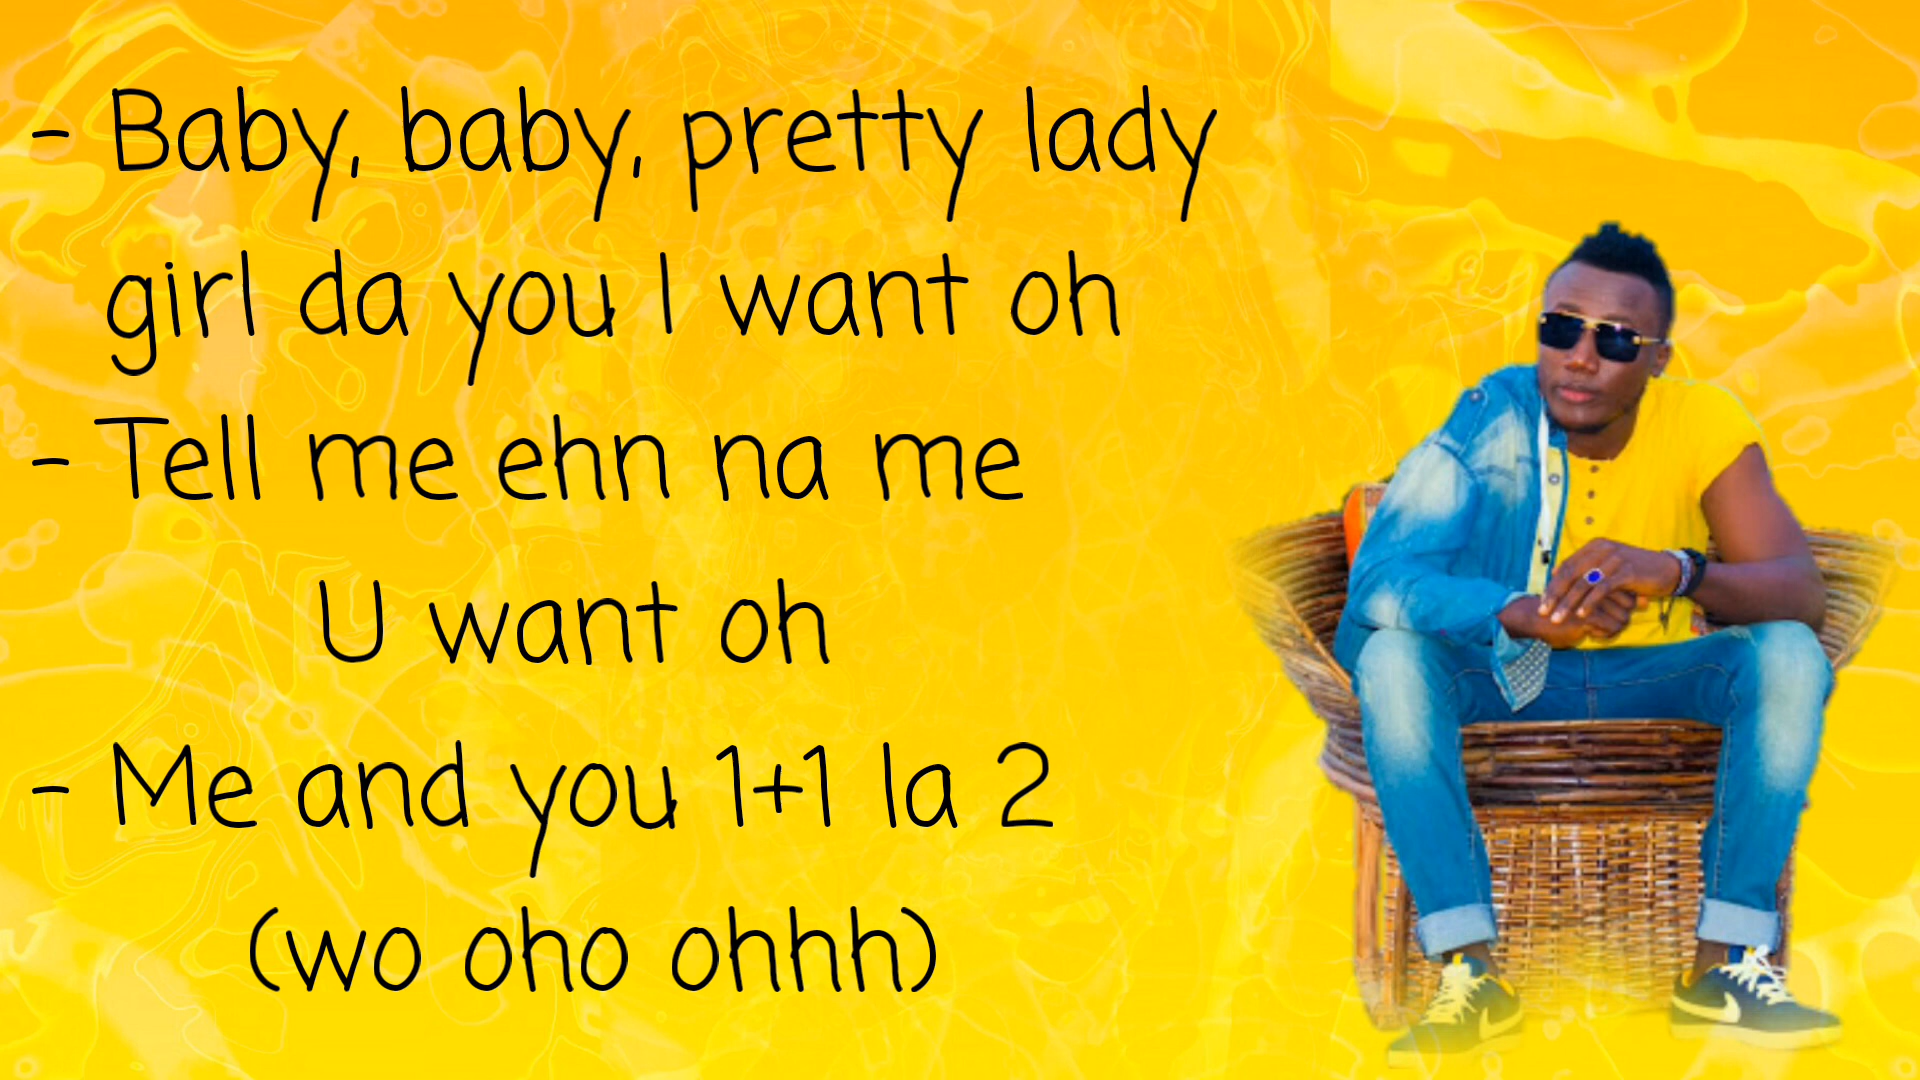 - Baby, baby, pretty lady
girl da you I want oh
- Tell me ehn na me
U want oh
- Me and you 1+1 la 2
(wo oho ohhh)